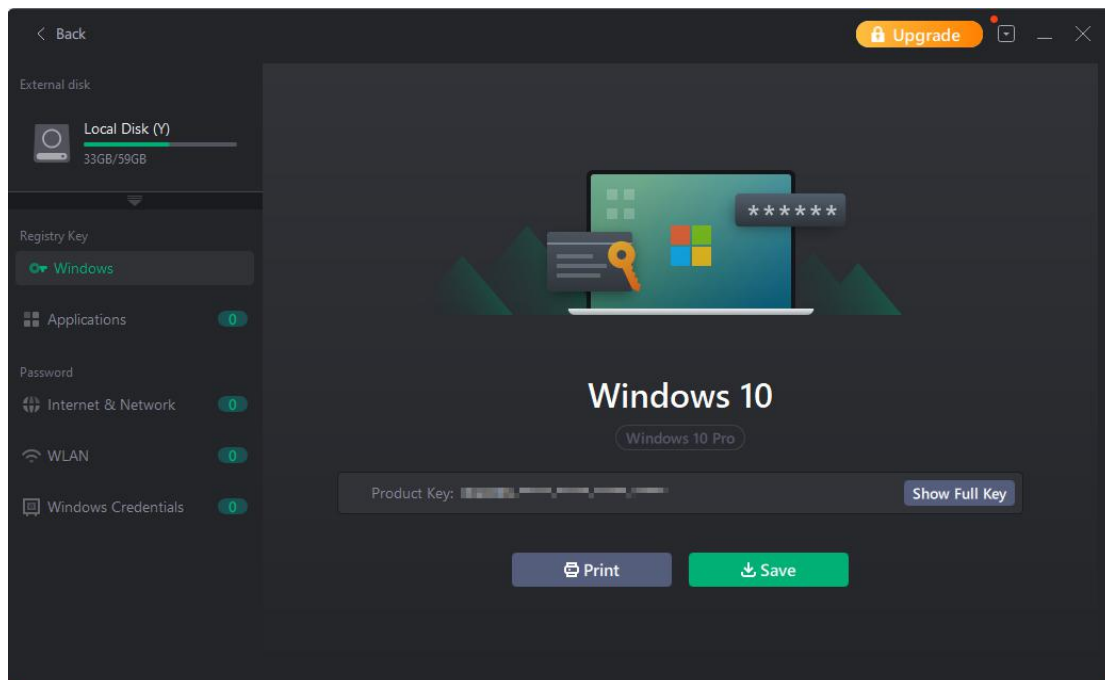 Back
Upgrade
External disk
Local Disk (Y)
33GB/59GB
Registry Key
Windows
Applications 0
Password
Internet & Network 0
WLAN 0
Windows Credentials 0
******
Windows 10
Windows 10 Pro
Product Key:
Show Full Key
Print
Save